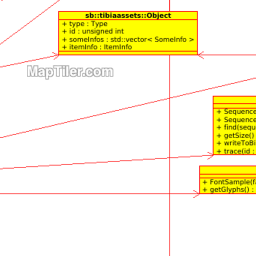 sb::tibiaassets::Object
+ type : Type
+ id : unsigned int
+ someInfos : std::vector< SomeInfo >
+ itemInfo : ItemInfo
MapTiler.com
+ Sequence
+ Sequence
+ find(sequ
+ getSize()
+ writeToBi
+ trace(id :
+ FontSample(fa
+ getGlyphs() :